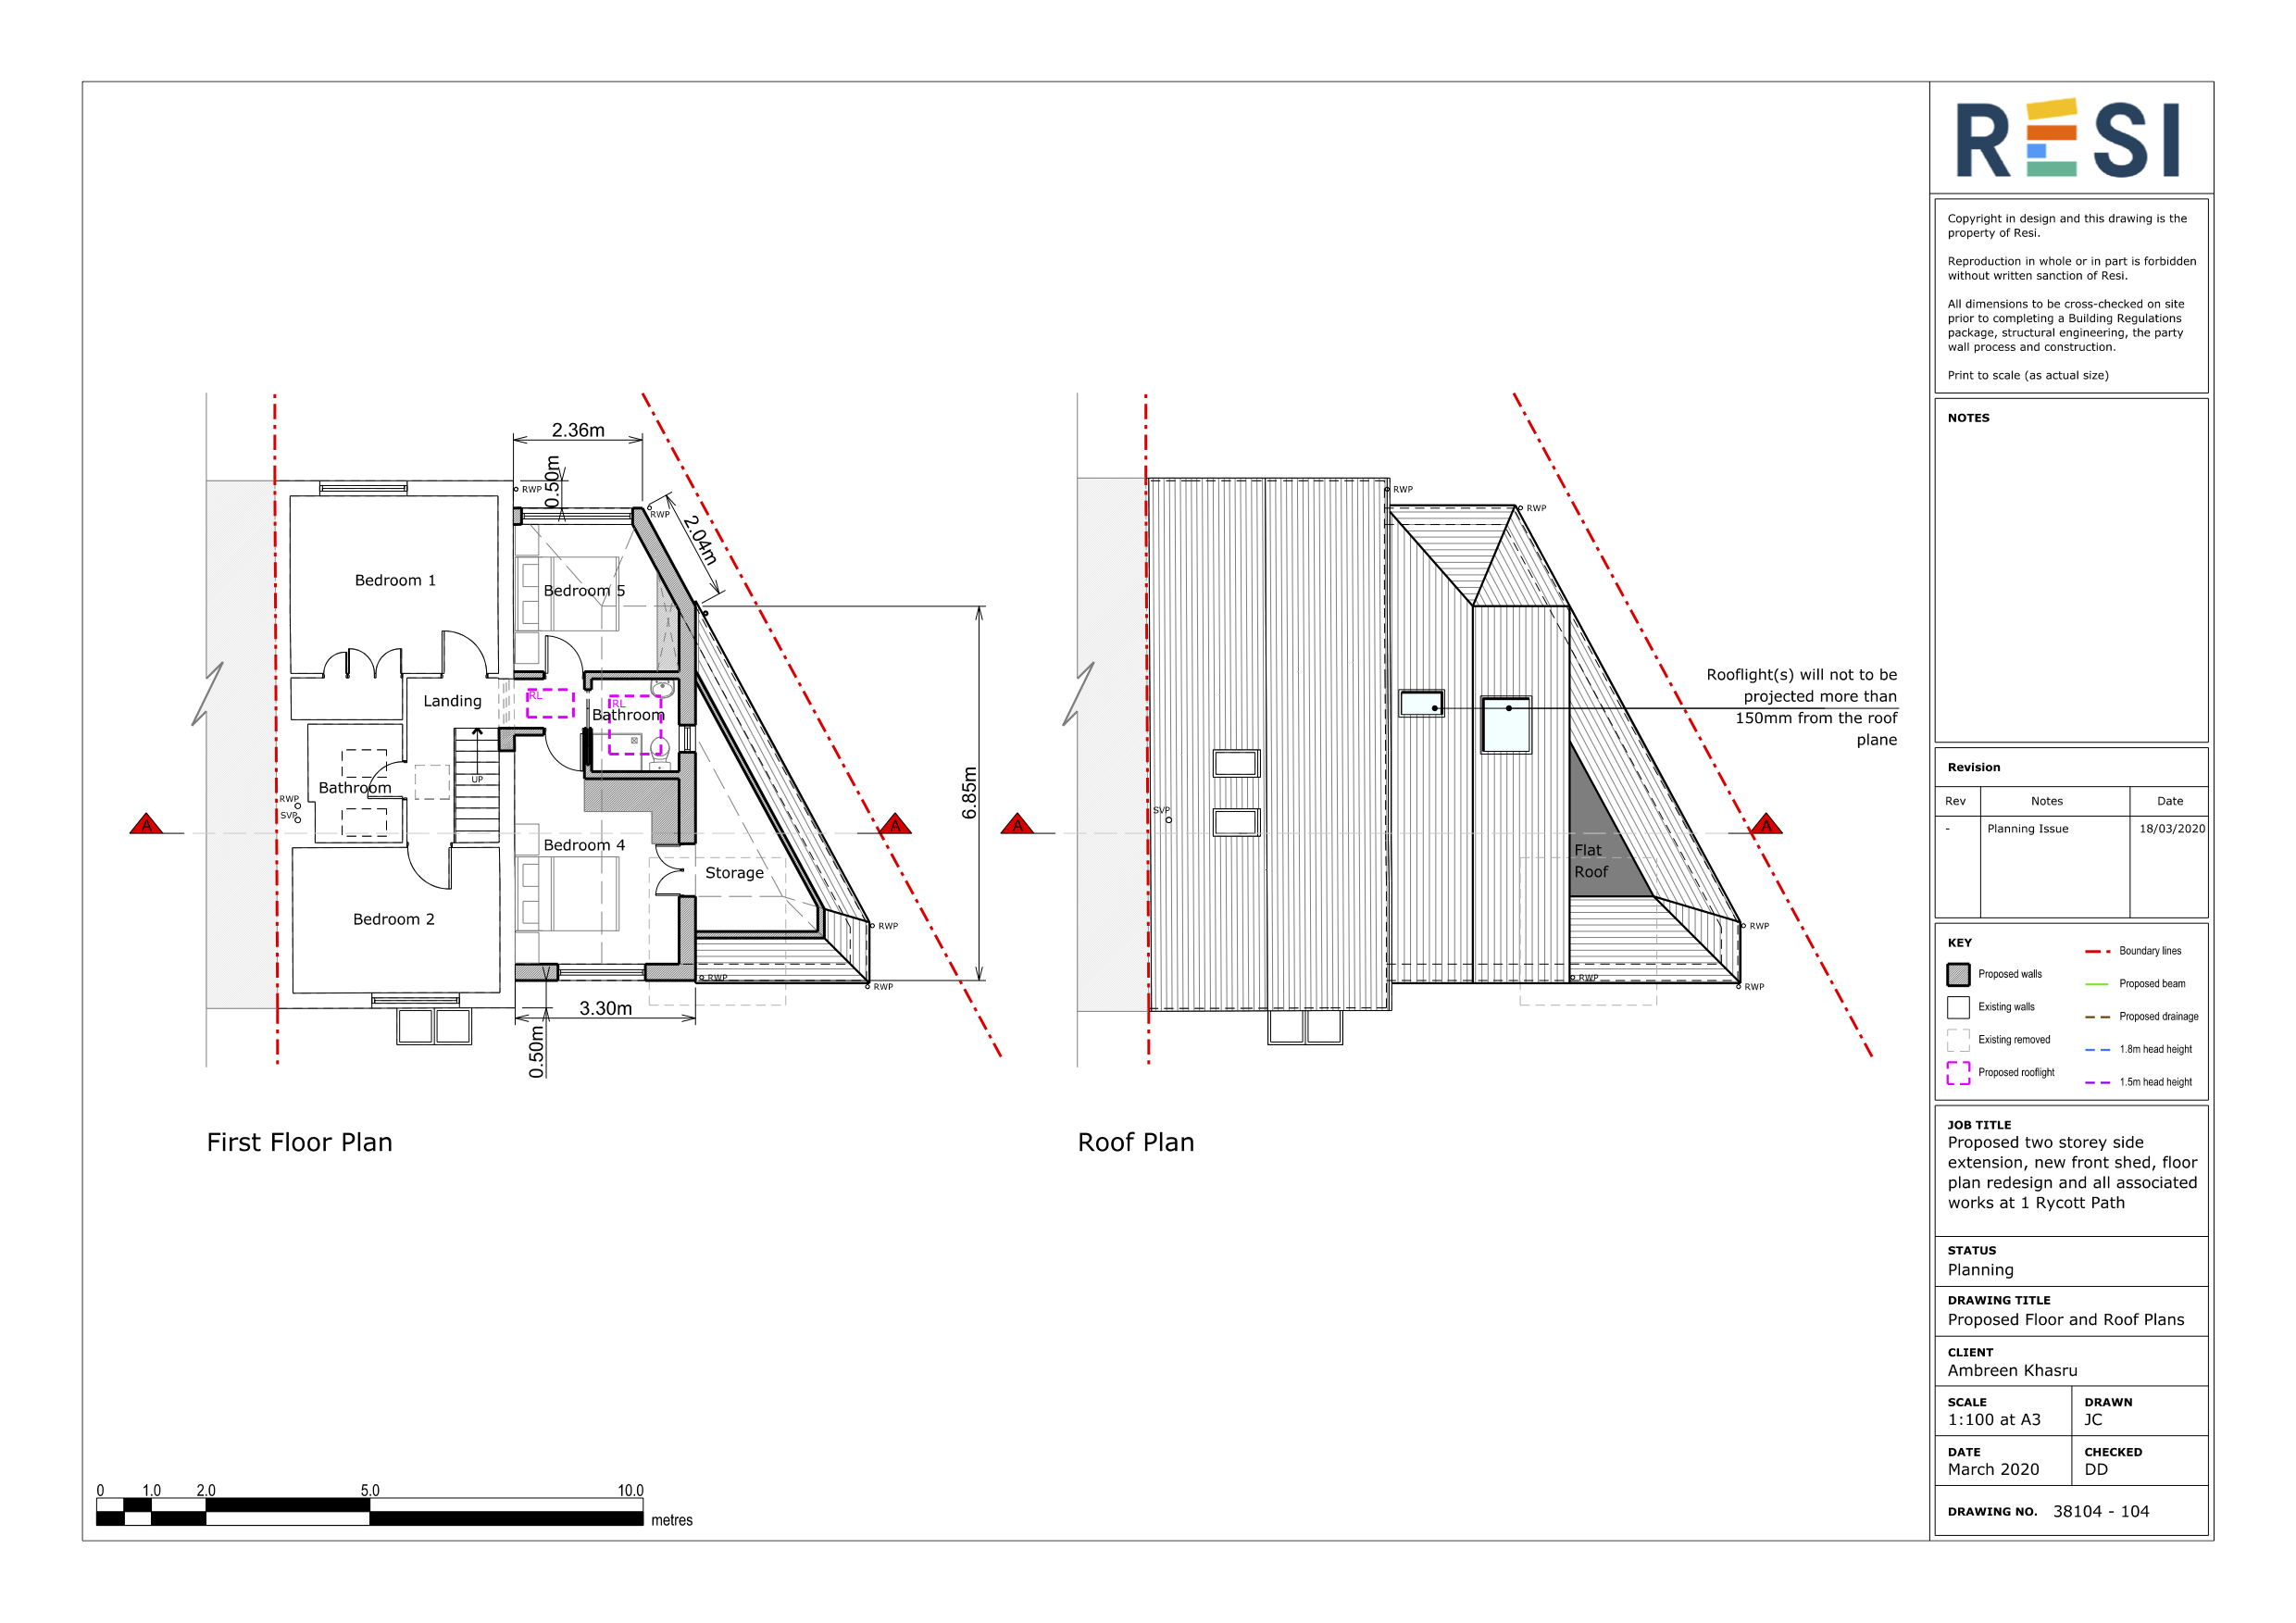 RESI
Copyright in design and this drawing is the
property of Resi.
Reproduction in whole or in part is forbidden
without written sanction of Resi.
All dimensions to be cross-checked on site
prior to completing a Building Regulations
package, structural engineering, the party
wall process and construction.
Print to scale (as actual size)
NOTES
2.36m
0.50m
RWP
RWP
2.04m
Bedroom 1
Bedroom 5
Landing
RL
RL
Bathroom
UP
Bathroom
RWP
SVP
A
A
6.85m
Bedroom 4
Storage
Bedroom 2
RWP
RWP
RWP
3.30m
0.50m
First Floor Plan
RWP
RWP
Rooflight(s) will not to be
projected more than
150mm from the roof
plane
SVP
A
A
Flat
Roof
RWP
RWP
RWP
Roof Plan
Revision
Rev Notes Date
- Planning Issue 18/03/2020
KEY
Proposed walls
Existing walls
Existing removed
Proposed rooflight
Boundary lines
Proposed beam
Proposed drainage
1.8m head height
1.5m head height
JOB TITLE
Proposed two storey side
extension, new front shed, floor
plan redesign and all associated
works at 1 Rycott Path
STATUS
Planning
DRAWING TITLE
Proposed Floor and Roof Plans
CLIENT
Ambreen Khasru
SCALE
1:100 at A3
DRAWN
JC
DATE
March 2020
CHECKED
DD
DRAWING NO. 38104 - 104
0 1.0 2.0 5.0 10.0
metres